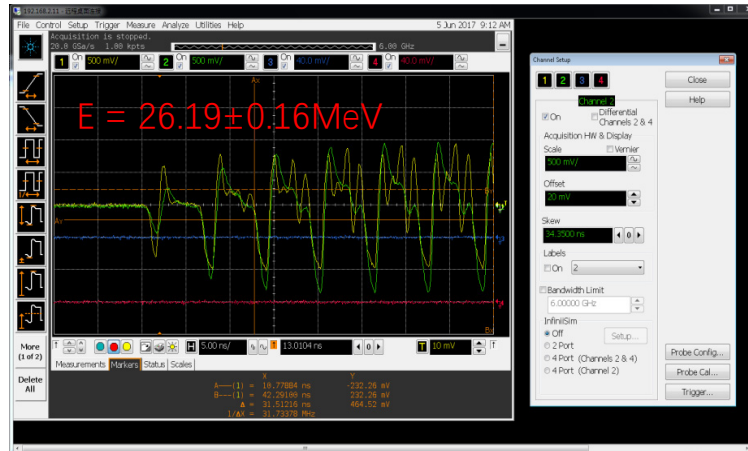 File Control Setup Trigger Measure Analyze Utilities Help 5 Jun 2017 9:12 AM
Acquisition is stopped.
20.0 GSa/s 1.00 kpts 6.00 GHz
1 On 500 mV/ 2 On 500 mV/ 3 On 40.0 mV/ 4 On 40.0 mV/
Ax
E = 26.19±0.16MeV
More
(1 of 2)
Delete
All
H 5.00 ns/ 13.0104 ns 0 T 10 mV
Measurements Markers Status Scales
X Y
A---(1) = 10.77884 ns -232.26 mV
B---(1) = 42.29100 ns 232.26 mV
Δ = 31.51216 ns 464.52 mV
1/ΔX = 31.73378 MHz
Channel Setup
1 2 3 4
Close
Help
Channel 2
On
Differential
Channels 2 & 4
Acquisition HW & Display
Scale
Vernier
500 mV/
Offset
20 mV
Skew
34.3500 ns
0
Labels
On 2
Bandwidth Limit
6.00000 GHz
InfiniiSim
Off
Setup...
2 Port
4 Port (Channels 2 & 4)
4 Port (Channel 2)
Probe Config...
Probe Cal...
Trigger...